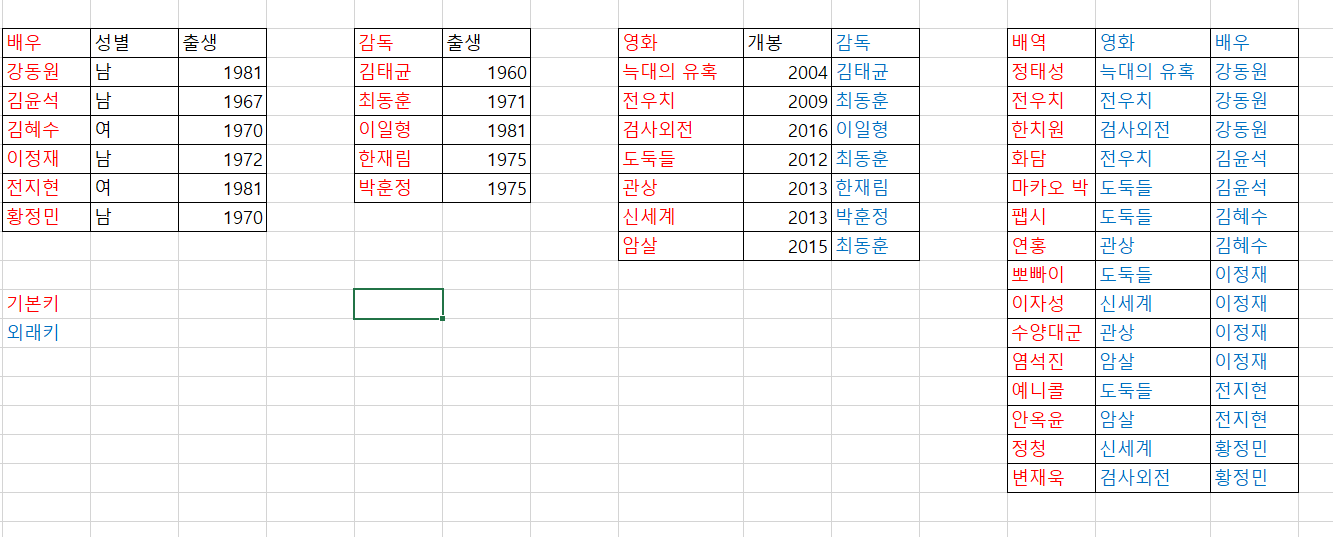 배우 성별 출생
강동원 남 1981
김윤석 남 1967
김혜수 여 1970
이정재 남 1972
전지현 여 1981
황정민 남 1970
기본키
외래키
감독 출생
김태균 1960
최동훈 1971
이일형 1981
한재림 1975
박훈정 1975
영화 개봉 감독
늑대의 유혹 2004 김태균
전우치 2009 최동훈
검사외전 2016 이일형
도둑들 2012 최동훈
관상 2013 한재림
신세계 2013 박훈정
암살 2015 최동훈
배역 영화 배우
정태성 늑대의 유혹 강동원
전우치 전우치 강동원
한치원 검사외전 강동원
화담 전우치 김윤석
마카오 박 도둑들 김윤석
팹시 도둑들 김혜수
연홍 관상 김혜수
뽀빠이 도둑들 이정재
이자성 신세계 이정재
수양대군 관상 이정재
염석진 암살 이정재
예니콜 도둑들 전지현
안옥윤 암살 전지현
정청 신세계 황정민
변재욱 검사외전 황정민